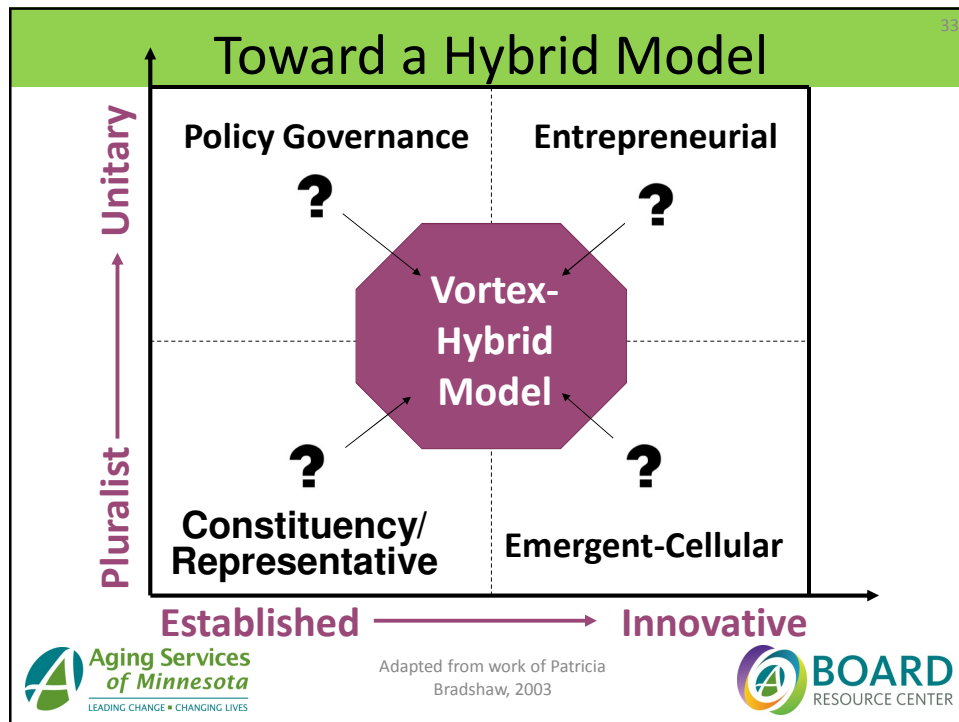 33
Toward a Hybrid Model
Policy Governance
Entrepreneurial
?
?
Vortex-
Hybrid
Model
?
?
Constituency/
Representative
Emergent-Cellular
Pluralist
Unitary
Established
Innovative
Aging Services
of Minnesota
LEADING CHANGE ▪ CHANGING LIVES
Adapted from work of Patricia
Bradshaw, 2003
BOARD
RESOURCE CENTER